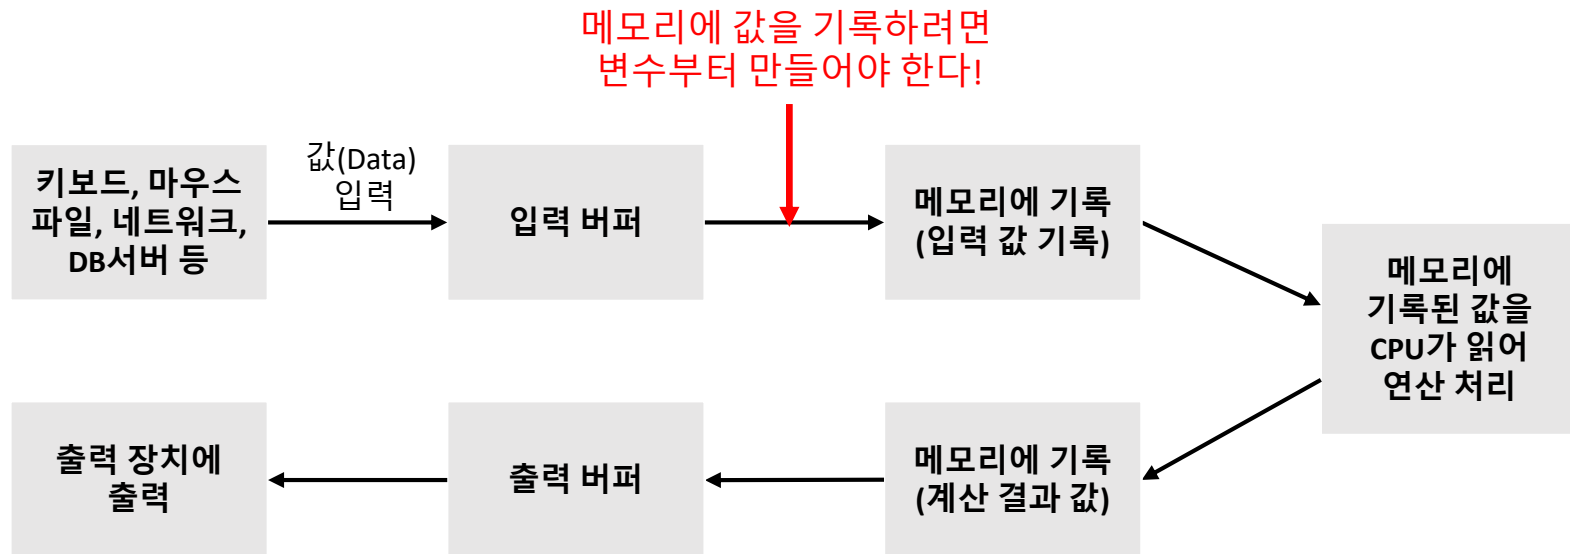 메모리에 값을 기록하려면
변수부터 만들어야 한다!
키보드, 마우스
파일, 네트워크,
DB서버 등
값(Data)
입력
입력 버퍼
메모리에 기록
(입력 값 기록)
메모리에
기록된 값을
CPU가 읽어
연산 처리
메모리에 기록
(계산 결과 값)
출력 버퍼
출력 장치에
출력